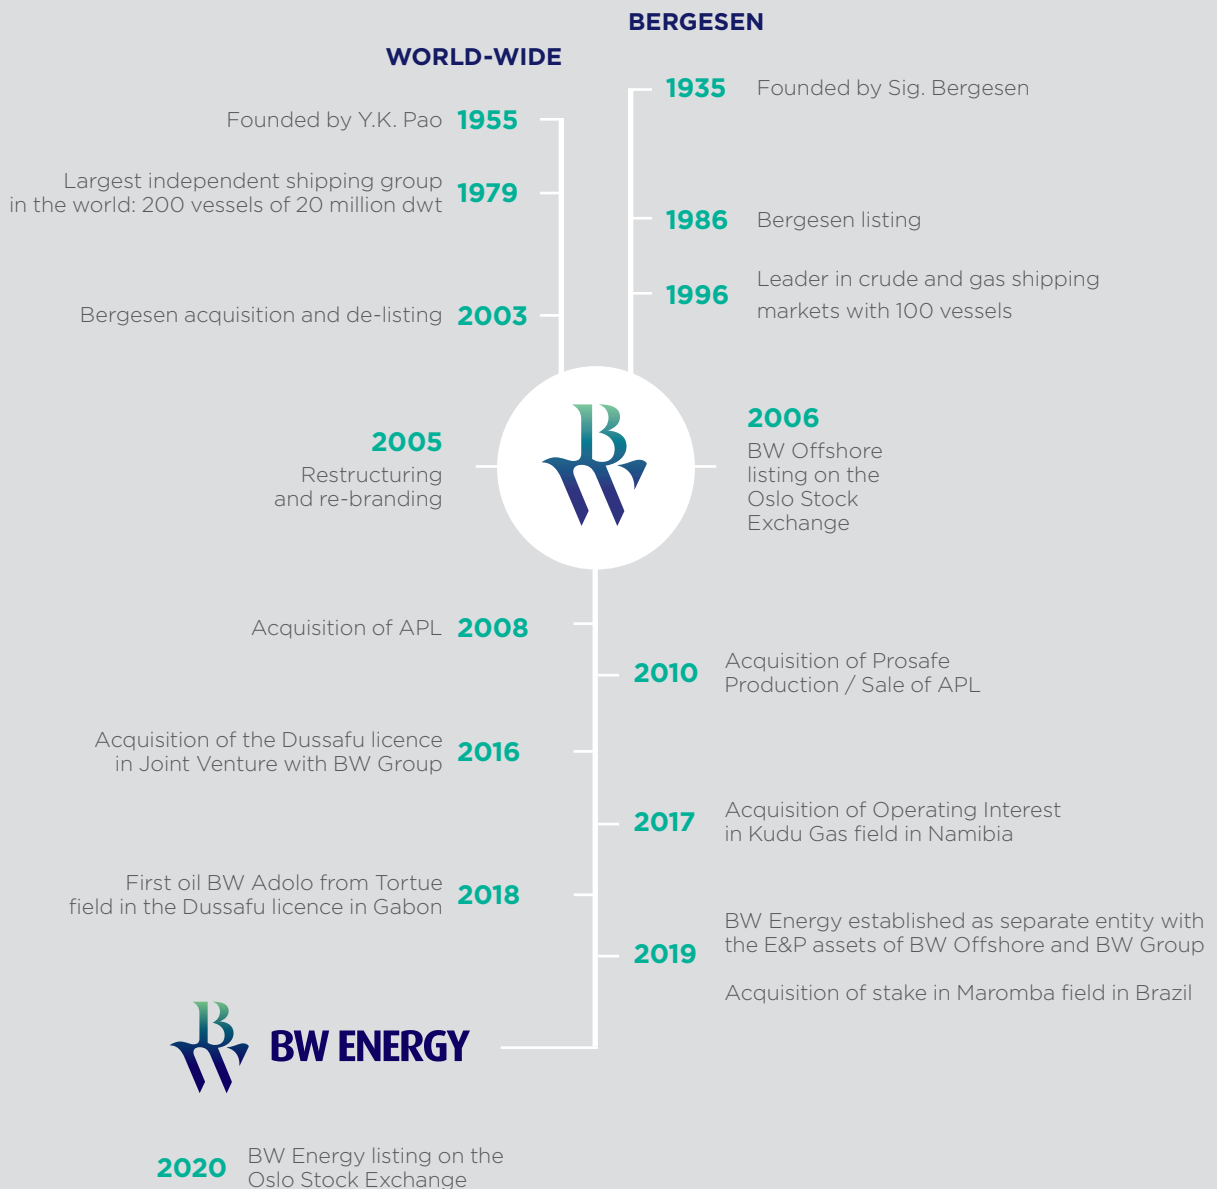 BERGESEN
WORLD-WIDE
1935 Founded by Sig. Bergesen
Founded by Y.K. Pao 1955
Largest independent shipping group
in the world: 200 vessels of 20 million dwt
1979
1986 Bergesen listing
1996
Leader in crude and gas shipping
markets with 100 vessels
Bergesen acquisition and de-listing 2003
BW
2005
Restructuring
and re-branding
2006
BW Offshore
listing on the
Oslo Stock
Exchange
Acquisition of APL 2008
2010
Acquisition of Prosafe
Production / Sale of APL
Acquisition of the Dussafu licence
in Joint Venture with BW Group
2016
2017
Acquisition of Operating Interest
in Kudu Gas field in Namibia
First oil BW Adolo from Tortue
field in the Dussafu licence in Gabon
2018
2019
BW Energy established as separate entity with
the E&P assets of BW Offshore and BW Group
Acquisition of stake in Maromba field in Brazil
BW BW ENERGY
2020
BW Energy listing on the
Oslo Stock Exchange